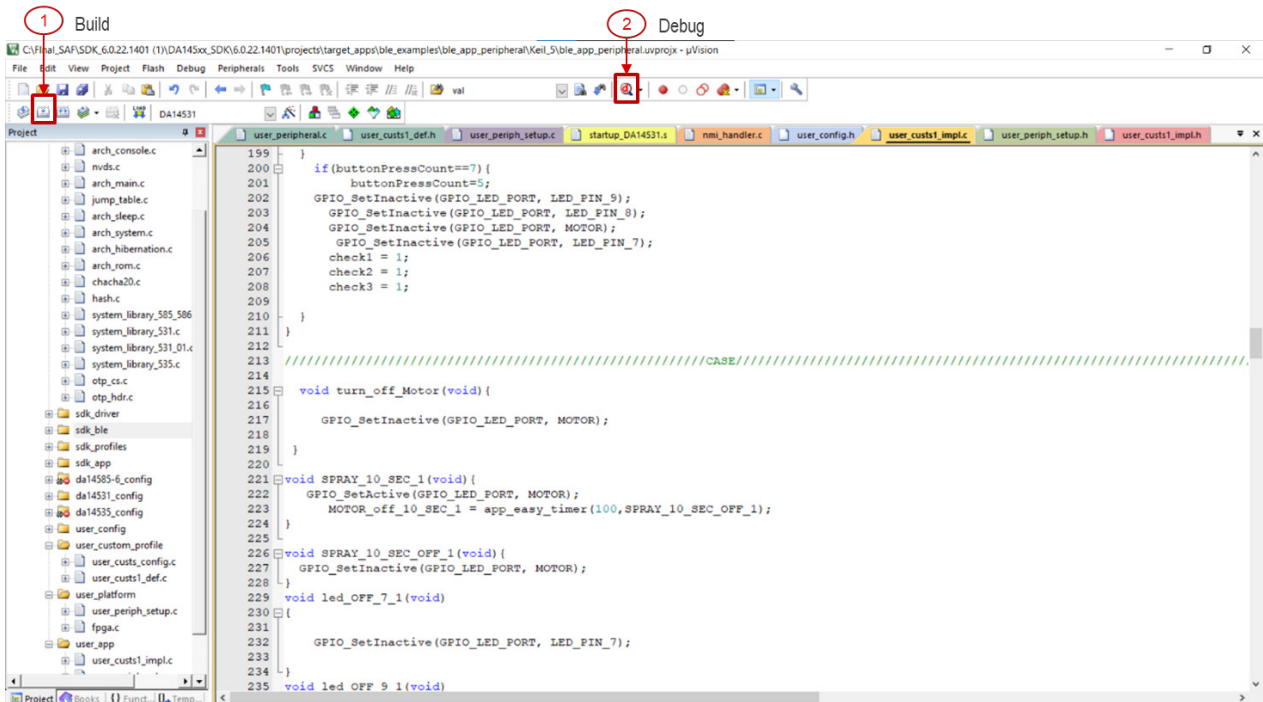 1 Build
2 Debug
C:\FInal_SAF\SDK_6.0.22.1401 (1)\DA145xx_SDK\6.0.22.1401\projects\target_apps\ble_examples\ble_app_peripheral\Keil_5\ble_app_peripheral.uvprojx - µVision
File Edit View Project Flash Debug Peripherals Tools SVCS Window Help
val
LOAD DA14531
Project
user_peripheral.c user_custs1_def.h user_periph_setup.c startup_DA14531.s nmi_handler.c user_config.h user_custs1_impl.c user_periph_setup.h user_custs1_impl.h
arch_console.c
nvds.c
arch_main.c
jump_table.c
arch_sleep.c
arch_system.c
arch_hibernation.c
arch_rom.c
chacha20.c
hash.c
system_library_585_586
system_library_531.c
system_library_531_01.c
system_library_535.c
otp_cs.c
otp_hdr.c
sdk_driver
sdk_ble
sdk_profiles
sdk_app
da14585-6_config
da14531_config
da14535_config
user_config
user_custom_profile
user_custs_config.c
user_custs1_def.c
user_platform
user_periph_setup.c
fpga.c
user_app
user_custs1_impl.c
Project Books {} Funct... Temp...
199 }
200 if(buttonPressCount==7){
201 buttonPressCount=5;
202 GPIO_SetInactive(GPIO_LED_PORT, LED_PIN_9);
203 GPIO_SetInactive(GPIO_LED_PORT, LED_PIN_8);
204 GPIO_SetInactive(GPIO_LED_PORT, MOTOR);
205 GPIO_SetInactive(GPIO_LED_PORT, LED_PIN_7);
206 check1 = 1;
207 check2 = 1;
208 check3 = 1;
209
210 }
211 }
212
213 /////////////////////////////////////////////////////////CASE/////////////////////////////////////////////////////////////////////
214
215 void turn_off_Motor(void){
216
217 GPIO_SetInactive(GPIO_LED_PORT, MOTOR);
218
219 }
220
221 void SPRAY_10_SEC_1(void){
222 GPIO_SetActive(GPIO_LED_PORT, MOTOR);
223 MOTOR_off_10_SEC_1 = app_easy_timer(100,SPRAY_10_SEC_OFF_1);
224 }
225
226 void SPRAY_10_SEC_OFF_1(void){
227 GPIO_SetInactive(GPIO_LED_PORT, MOTOR);
228 }
229 void led_OFF_7_1(void)
230 {
231
232 GPIO_SetInactive(GPIO_LED_PORT, LED_PIN_7);
233
234 }
235 void led_OFF_9_1(void)